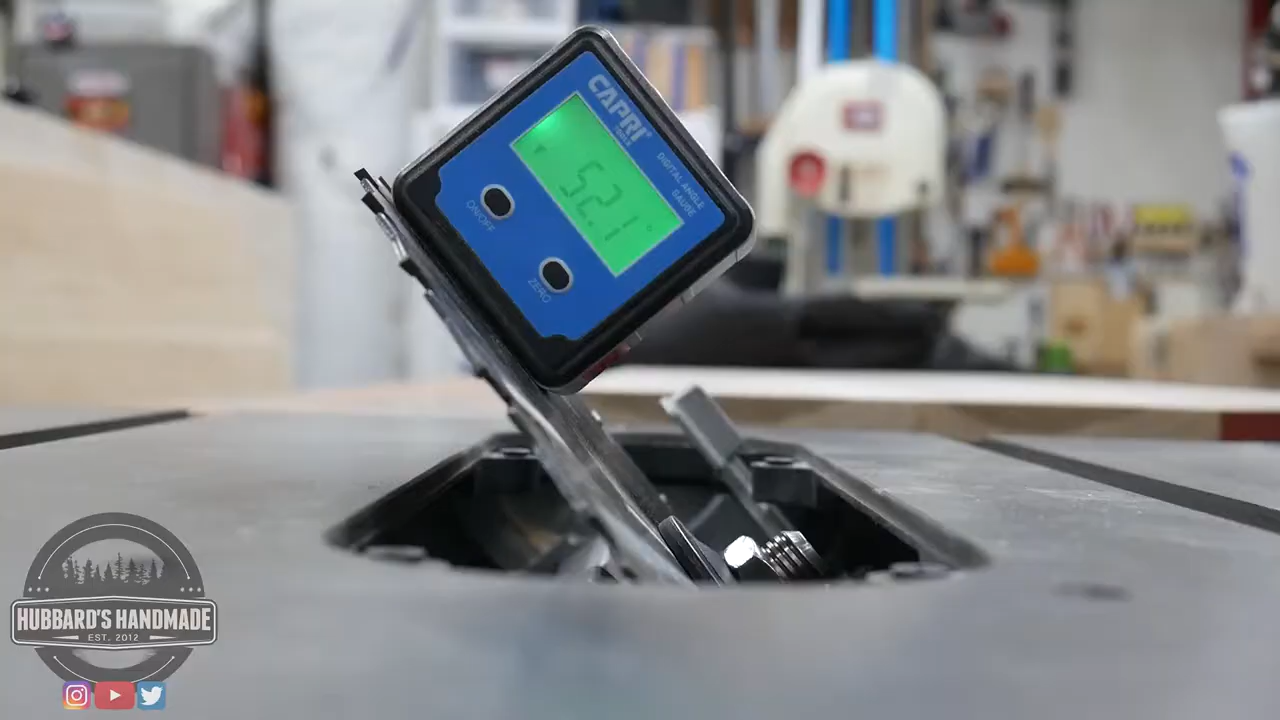 CAPRI
TOOLS
52.1°
DIGITAL ANGLE
GAUGE
ON/OFF
ZERO
HUBBARD'S HANDMADE
EST. 2012